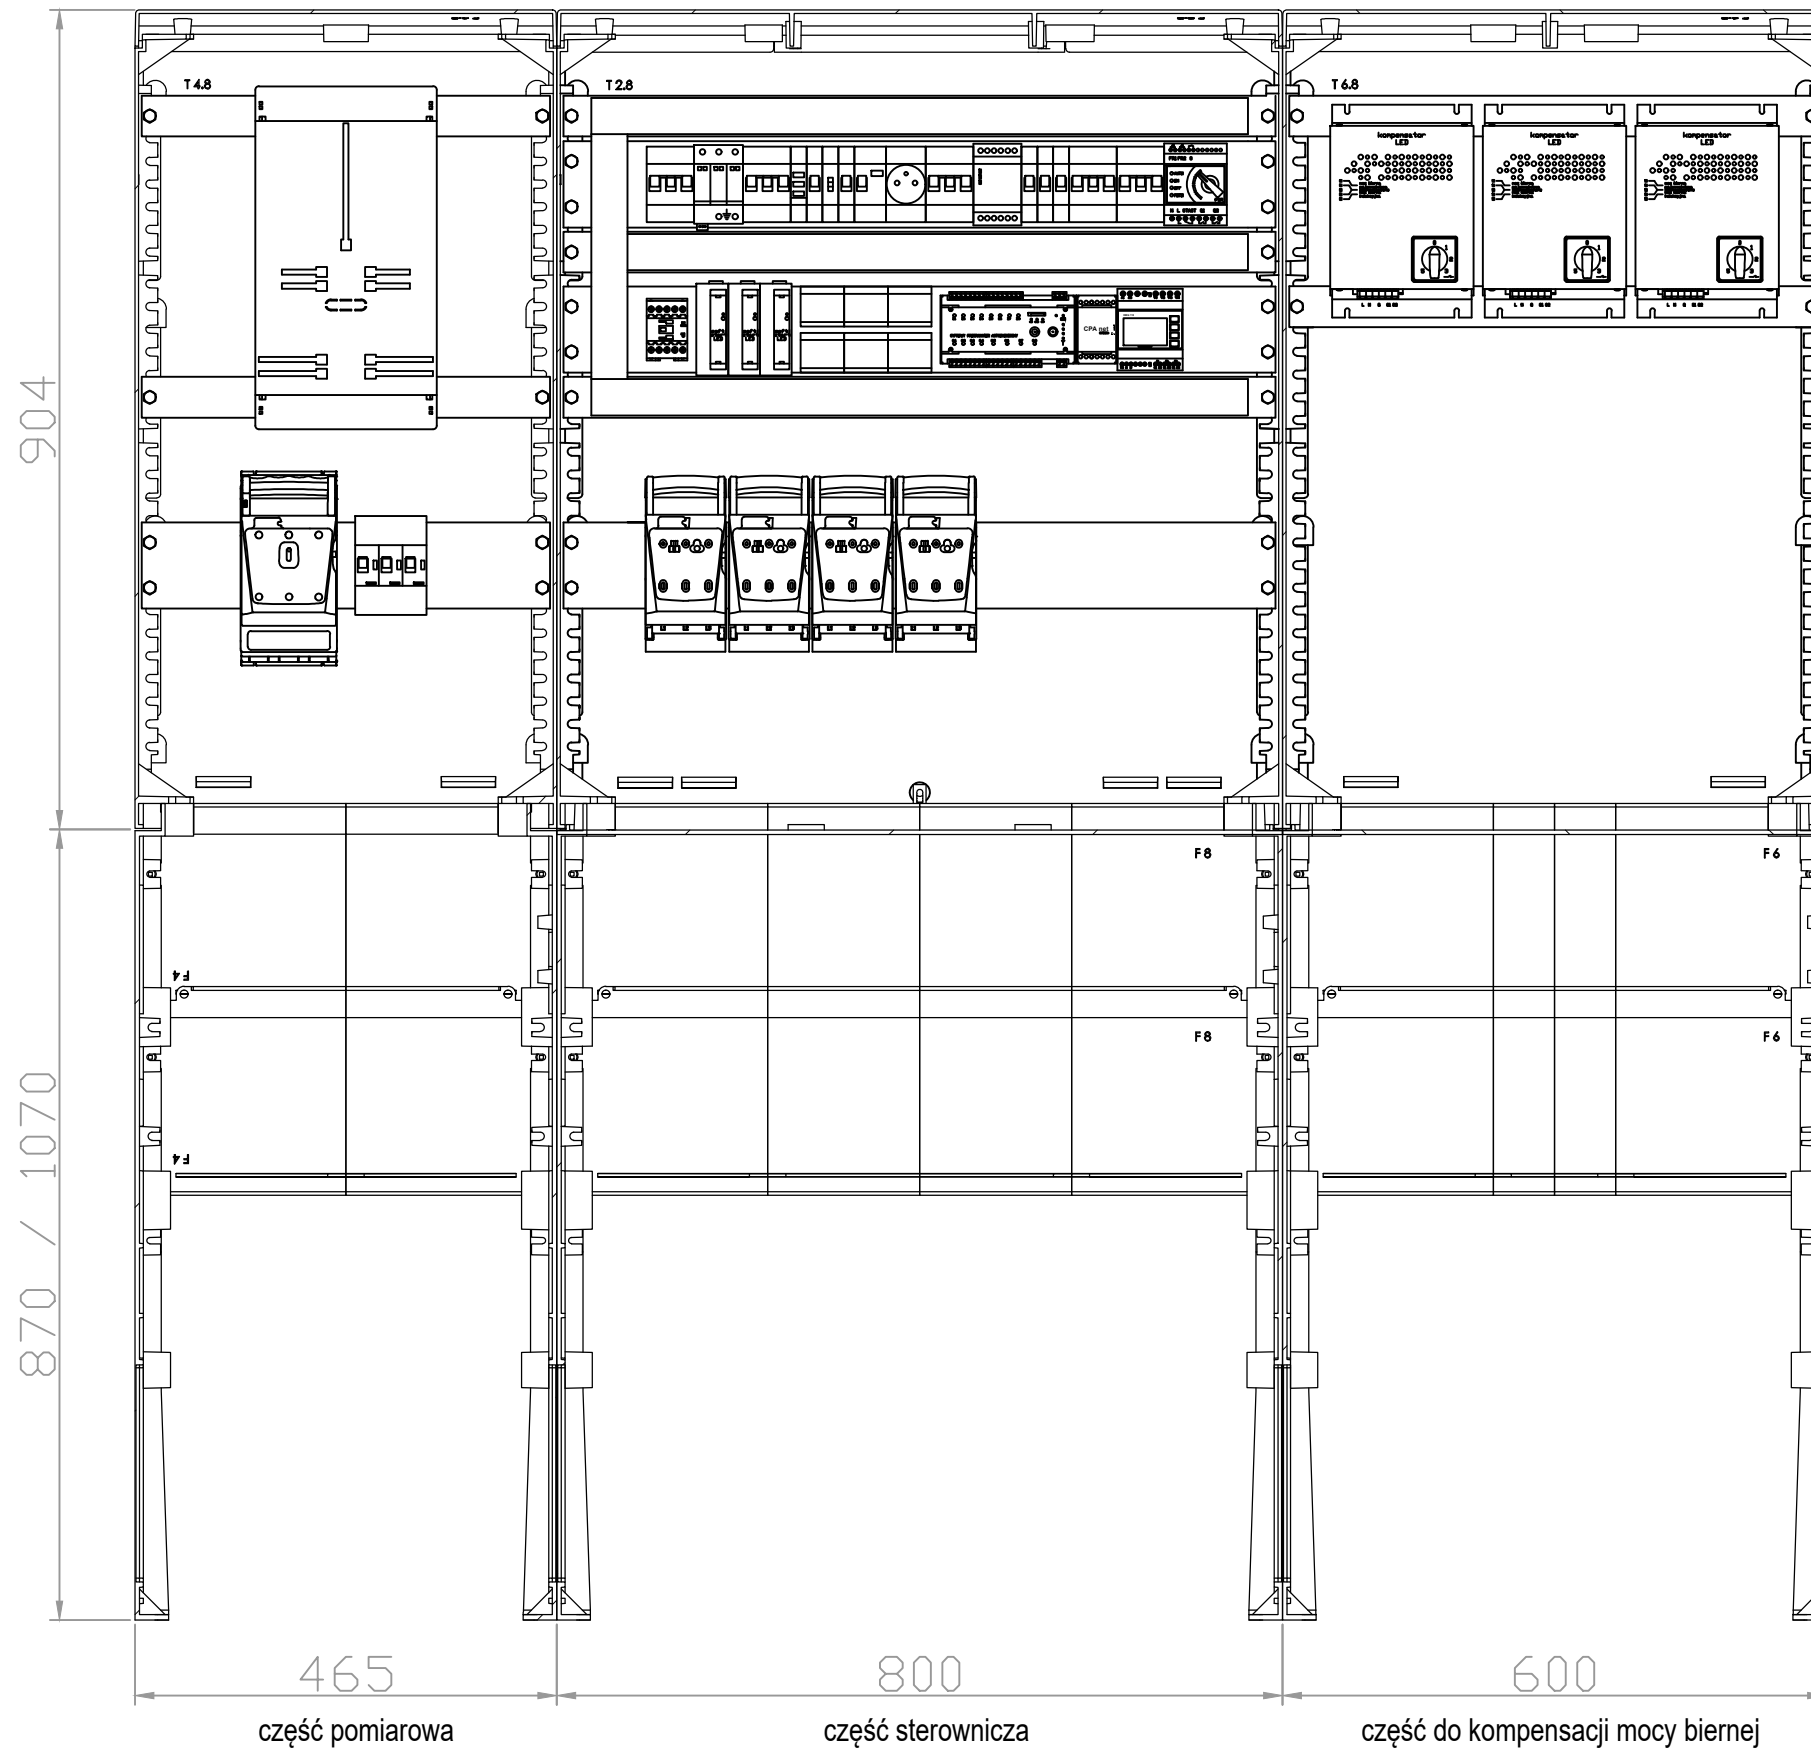 T 4.8
T 2.8
T 6.8
kompensator
LED
kompensator
LED
kompensator
LED
CPA net
904
F 8
F 6
F 4
F 8
F 6
F 4
870 / 1070
465
800
600
część pomiarowa
część sterownicza
część do kompensacji mocy biernej